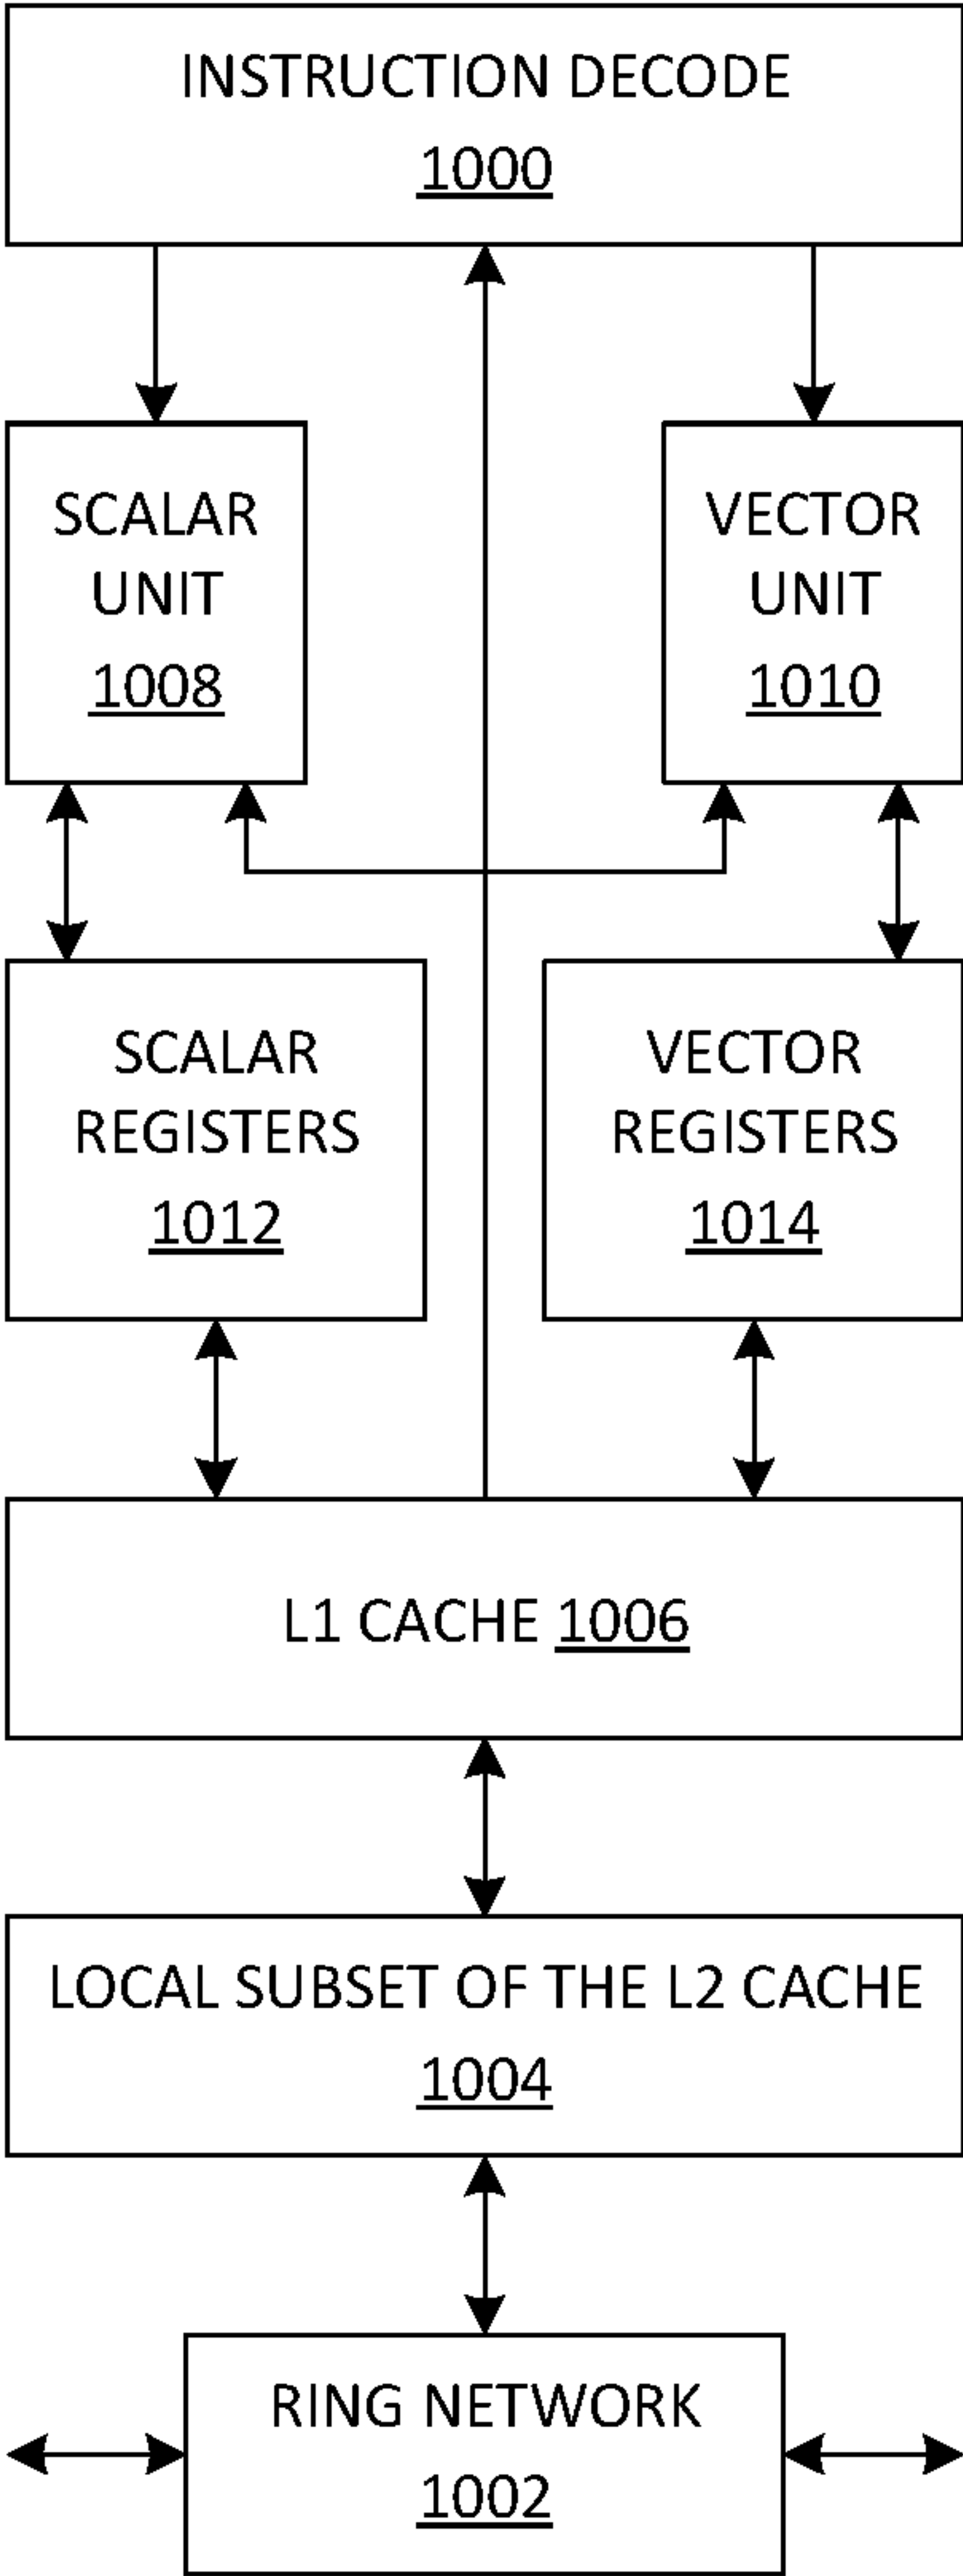 INSTRUCTION DECODE
1000
SCALAR
UNIT
1008
VECTOR
UNIT
1010
SCALAR
REGISTERS
1012
VECTOR
REGISTERS
1014
L1 CACHE 1006
LOCAL SUBSET OF THE L2 CACHE
1004
RING NETWORK
1002